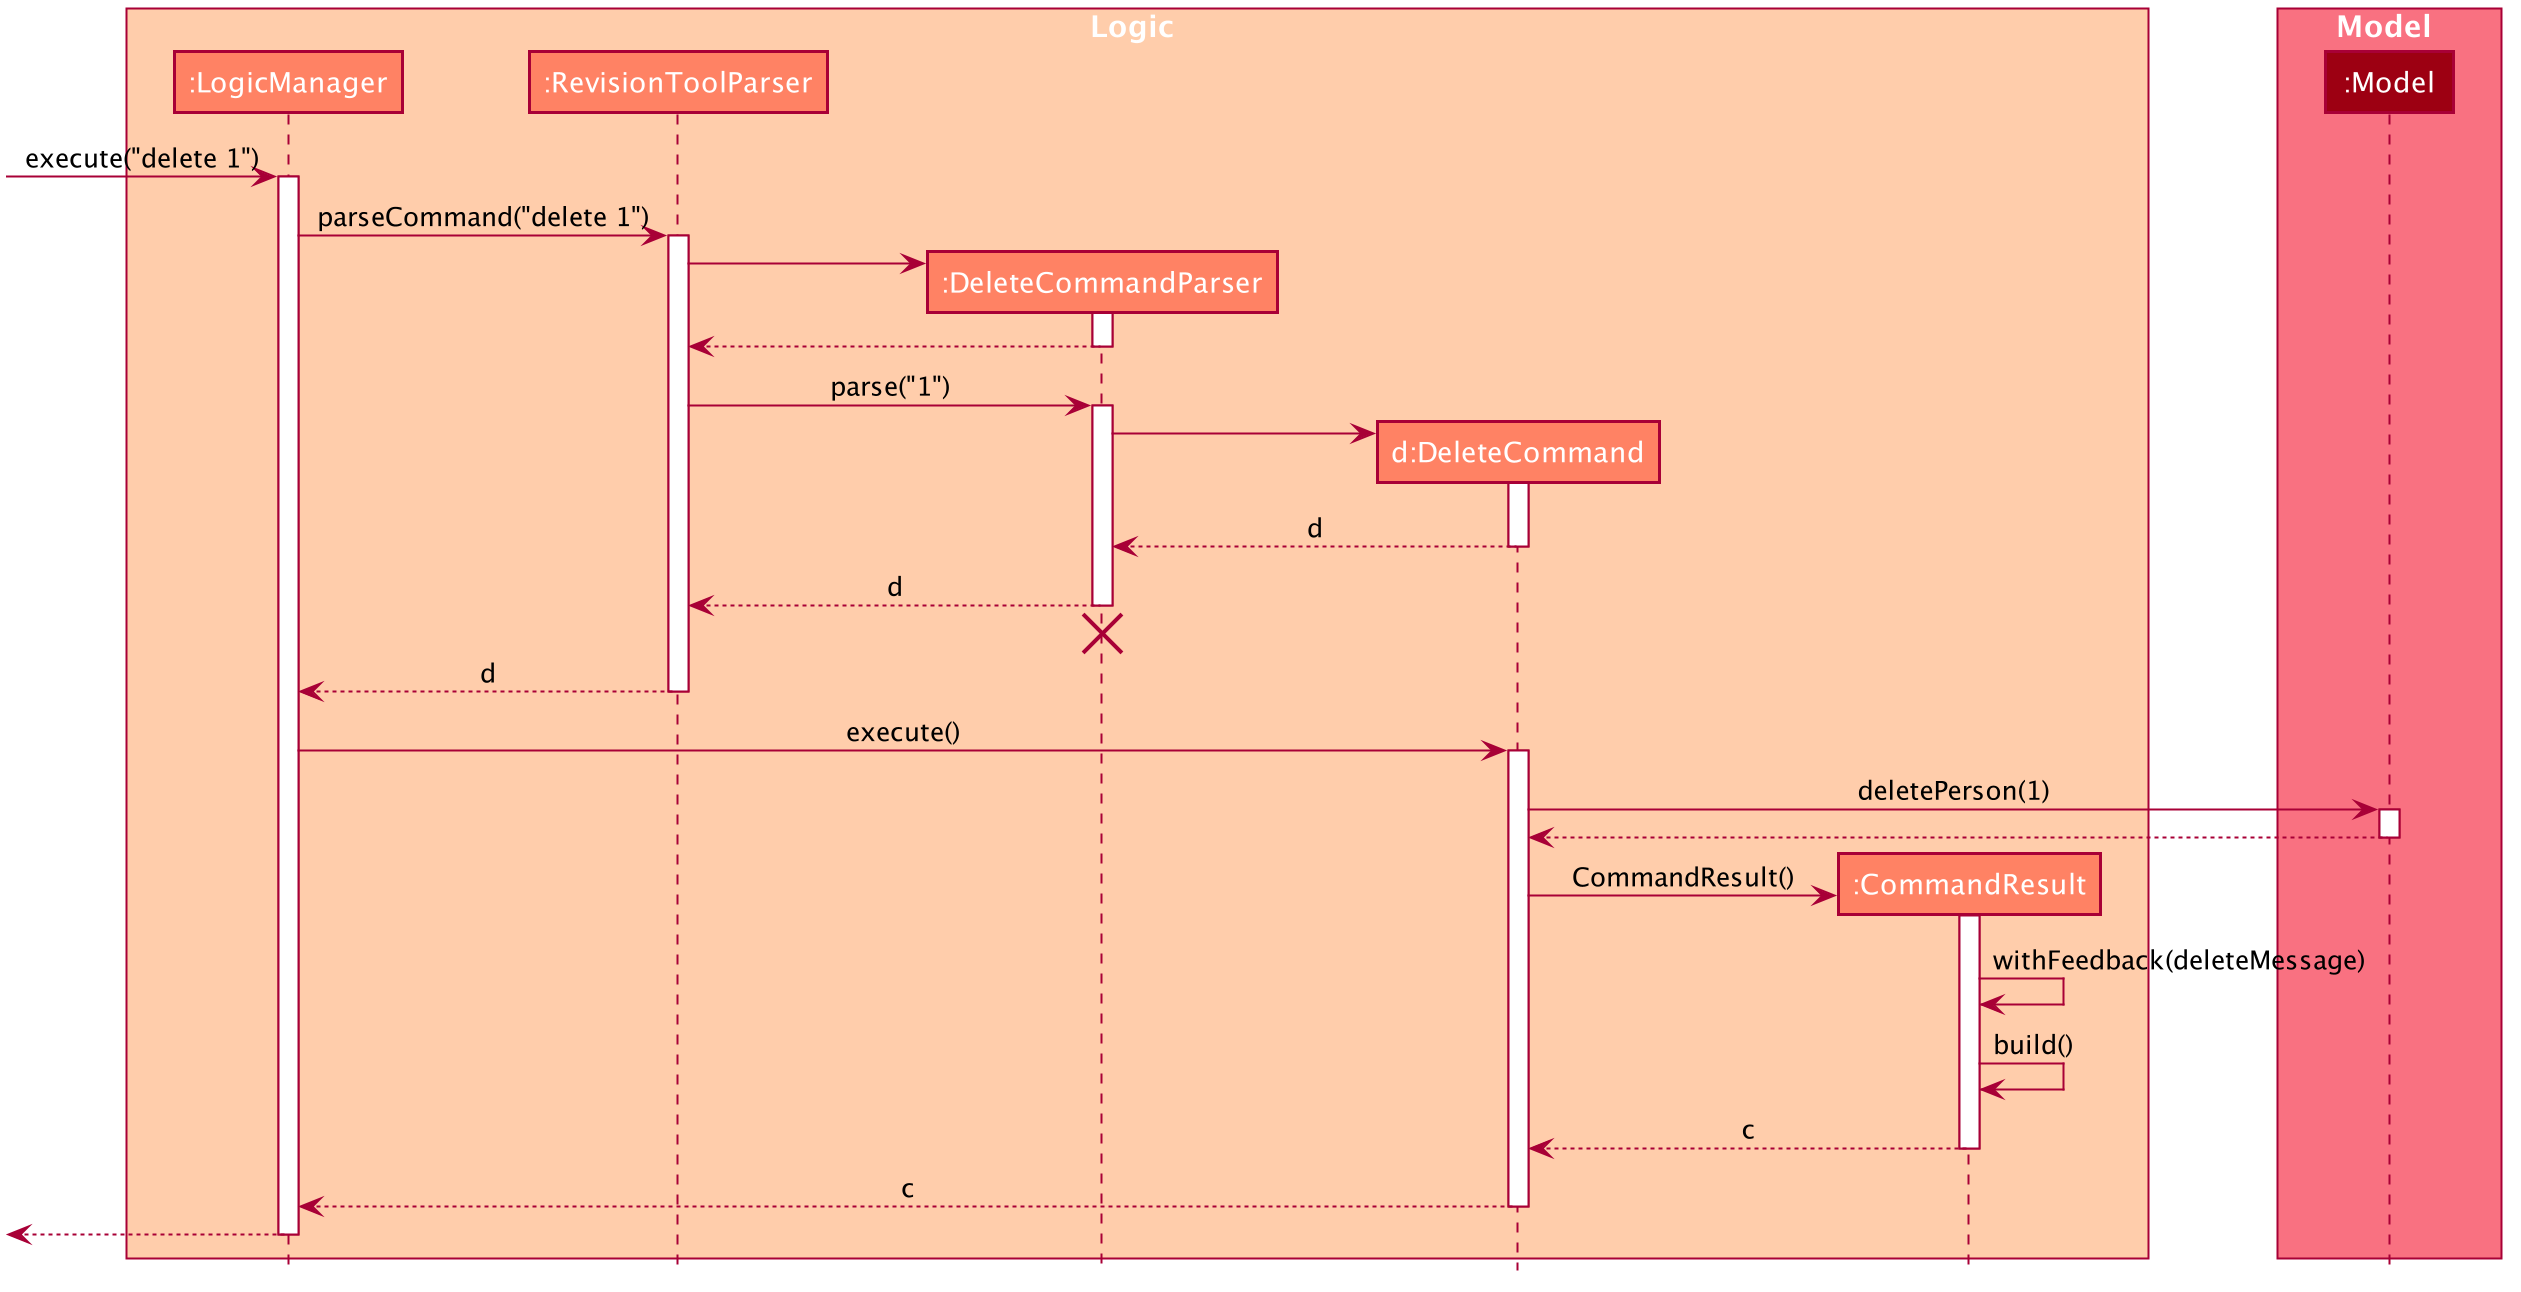 Logic
Model
:LogicManager
:RevisionToolParser
:Model
execute("delete 1")
parseCommand("delete 1")
:DeleteCommandParser
parse("1")
d:DeleteCommand
d
d
d
execute()
deletePerson(1)
CommandResult()
:CommandResult
withFeedback(deleteMessage)
build()
c
c